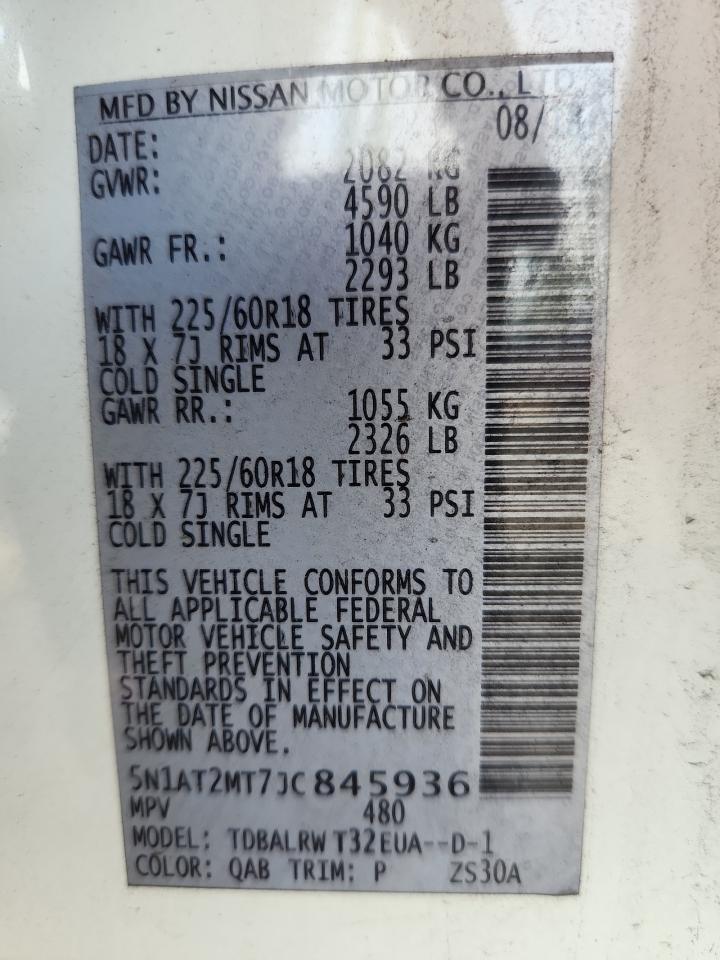 MFD BY NISSAN MOTOR CO., LTD.
DATE: 08/
GVWR: 2082 KG
4590 LB
GAWR FR.: 1040 KG
2293 LB
WITH 225/60R18 TIRES
18 X 7J RIMS AT 33 PSI
COLD SINGLE
GAWR RR.: 1055 KG
2326 LB
WITH 225/60R18 TIRES
18 X 7J RIMS AT 33 PSI
COLD SINGLE
THIS VEHICLE CONFORMS TO
ALL APPLICABLE FEDERAL
MOTOR VEHICLE SAFETY AND
THEFT PREVENTION
STANDARDS IN EFFECT ON
THE DATE OF MANUFACTURE
SHOWN ABOVE.
5N1AT2MT7JC845936
MPV 480
MODEL: TDBALRW T32EUA--D-1
COLOR: QAB TRIM: P ZS30A